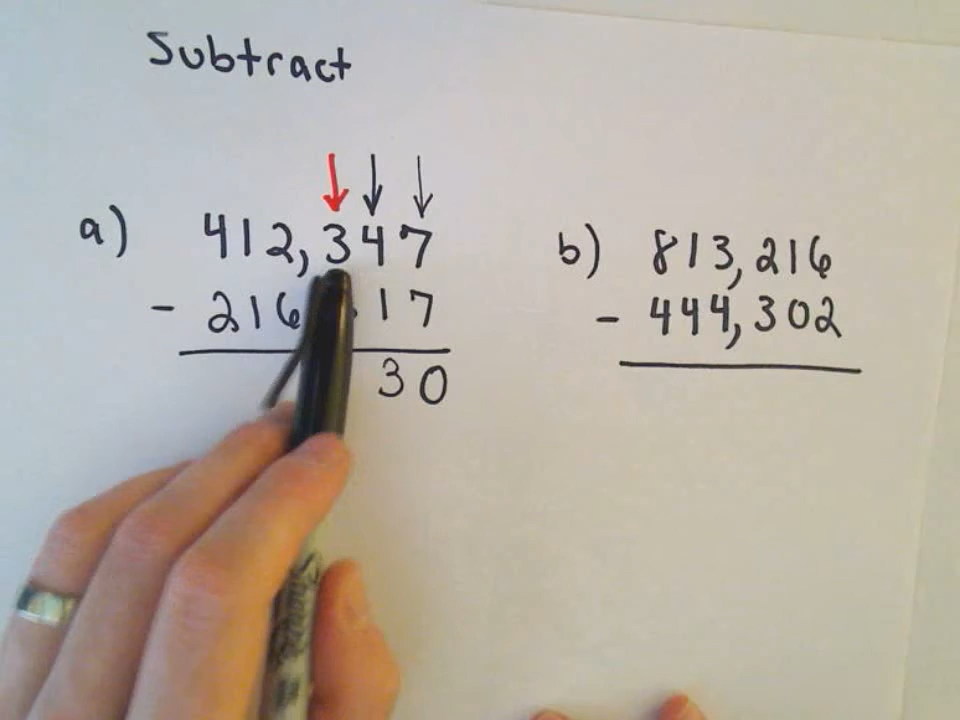 Subtract
a) 412,347
- 216 17
30
b) 813,216
- 444,302